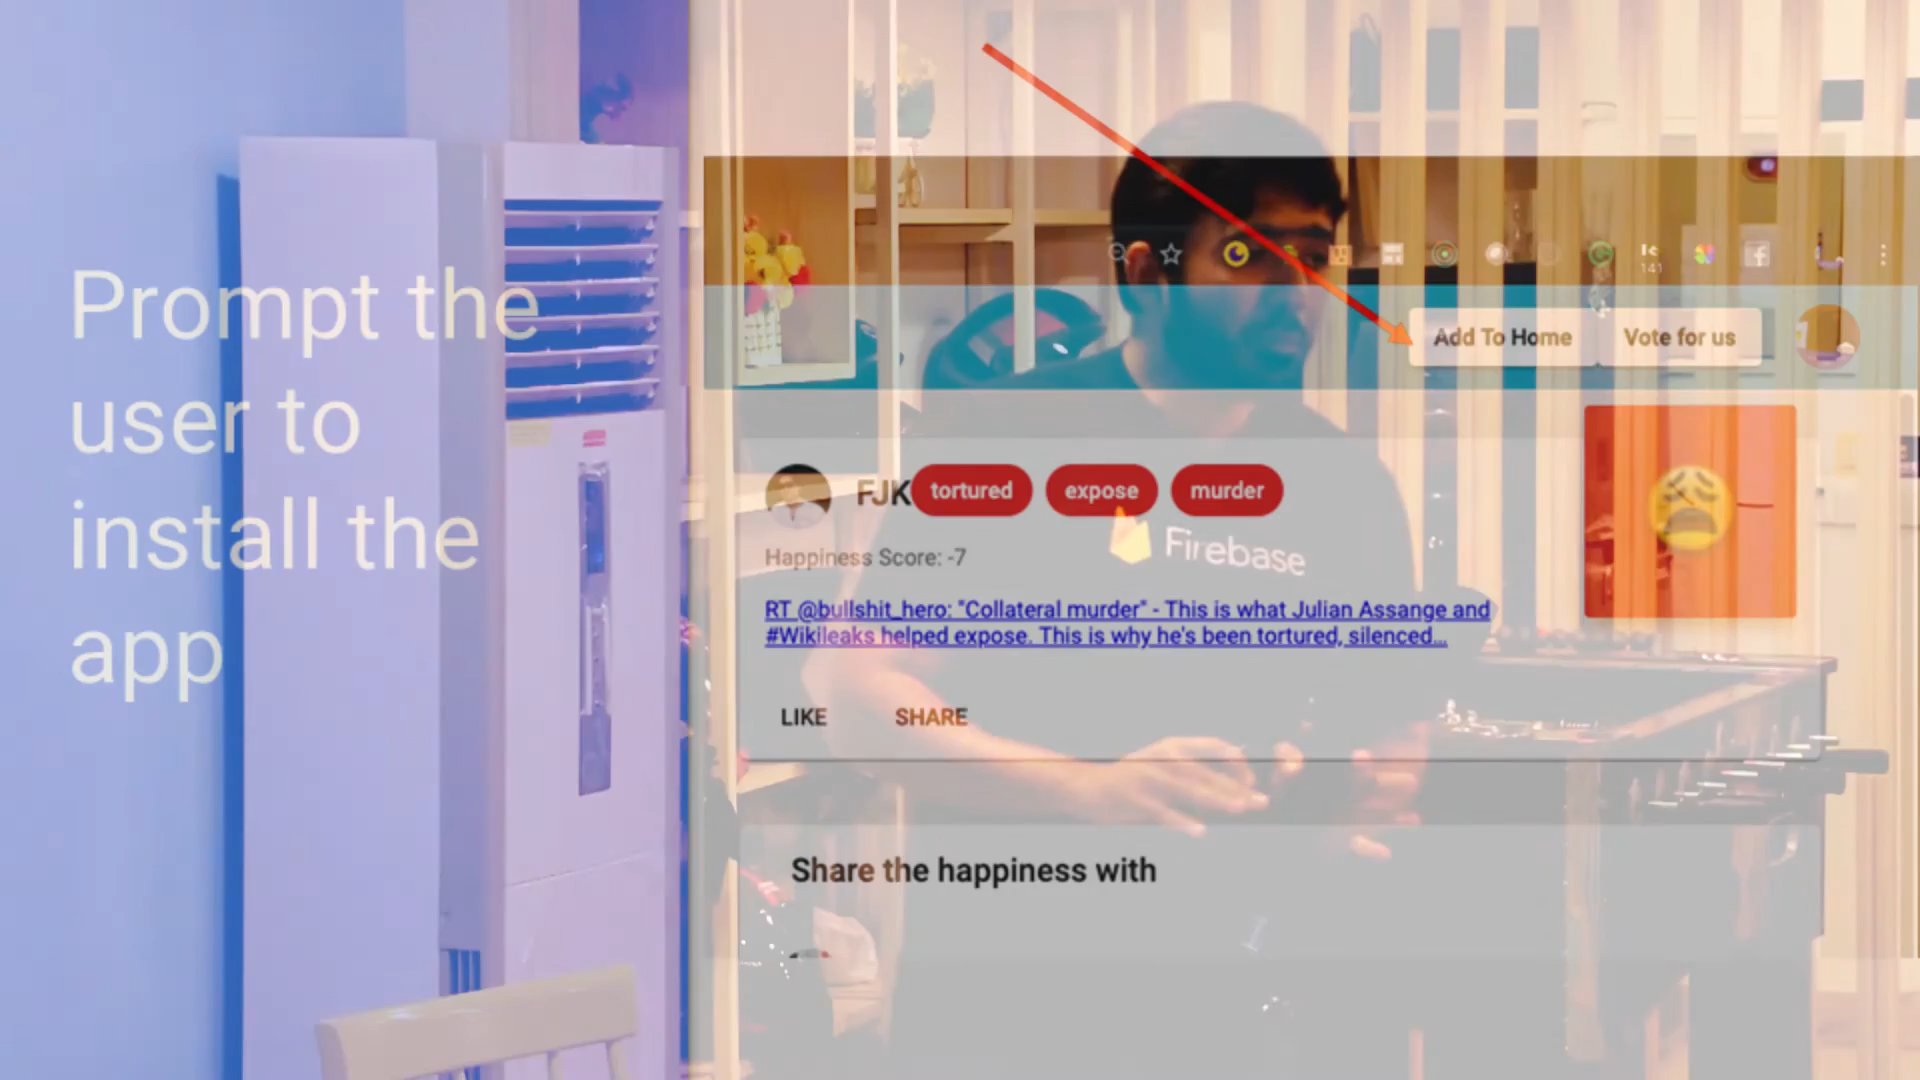 Prompt the
user to
install the
app
141
Add To Home
Vote for us
FJK
tortured
expose
murder
Firebase
Happiness Score: -7
RT @bullshit_hero: "Collateral murder" - This is what Julian Assange and
#Wikileaks helped expose. This is why he's been tortured, silenced...
LIKE
SHARE
Share the happiness with